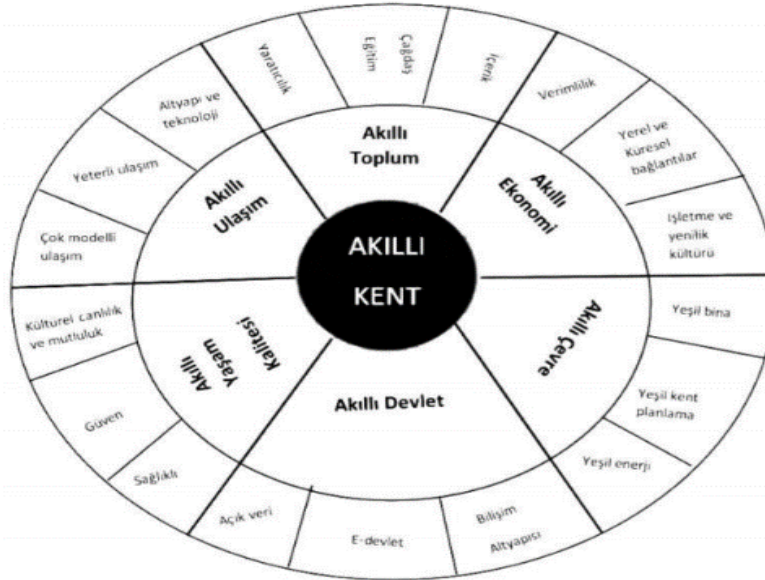 AKILLI
KENT
Akıllı
Toplum
Yaratıcılık
Çağdaş
Eğitim
İçerik
Akıllı
Ekonomi
Verimlilik
Yerel ve
Küresel
bağlantılar
İşletme ve
yenilik
kültürü
Akıllı Çevre
Yeşil bina
Yeşil kent
planlama
Yeşil enerji
Akıllı Devlet
Bilişim
Altyapısı
E-devlet
Açık veri
Akıllı
Yaşam
Kalitesi
Sağlıklı
Güven
Kültürel canlılık
ve mutluluk
Akıllı
Ulaşım
Çok modelli
ulaşım
Yeterli ulaşım
Altyapı ve
teknoloji